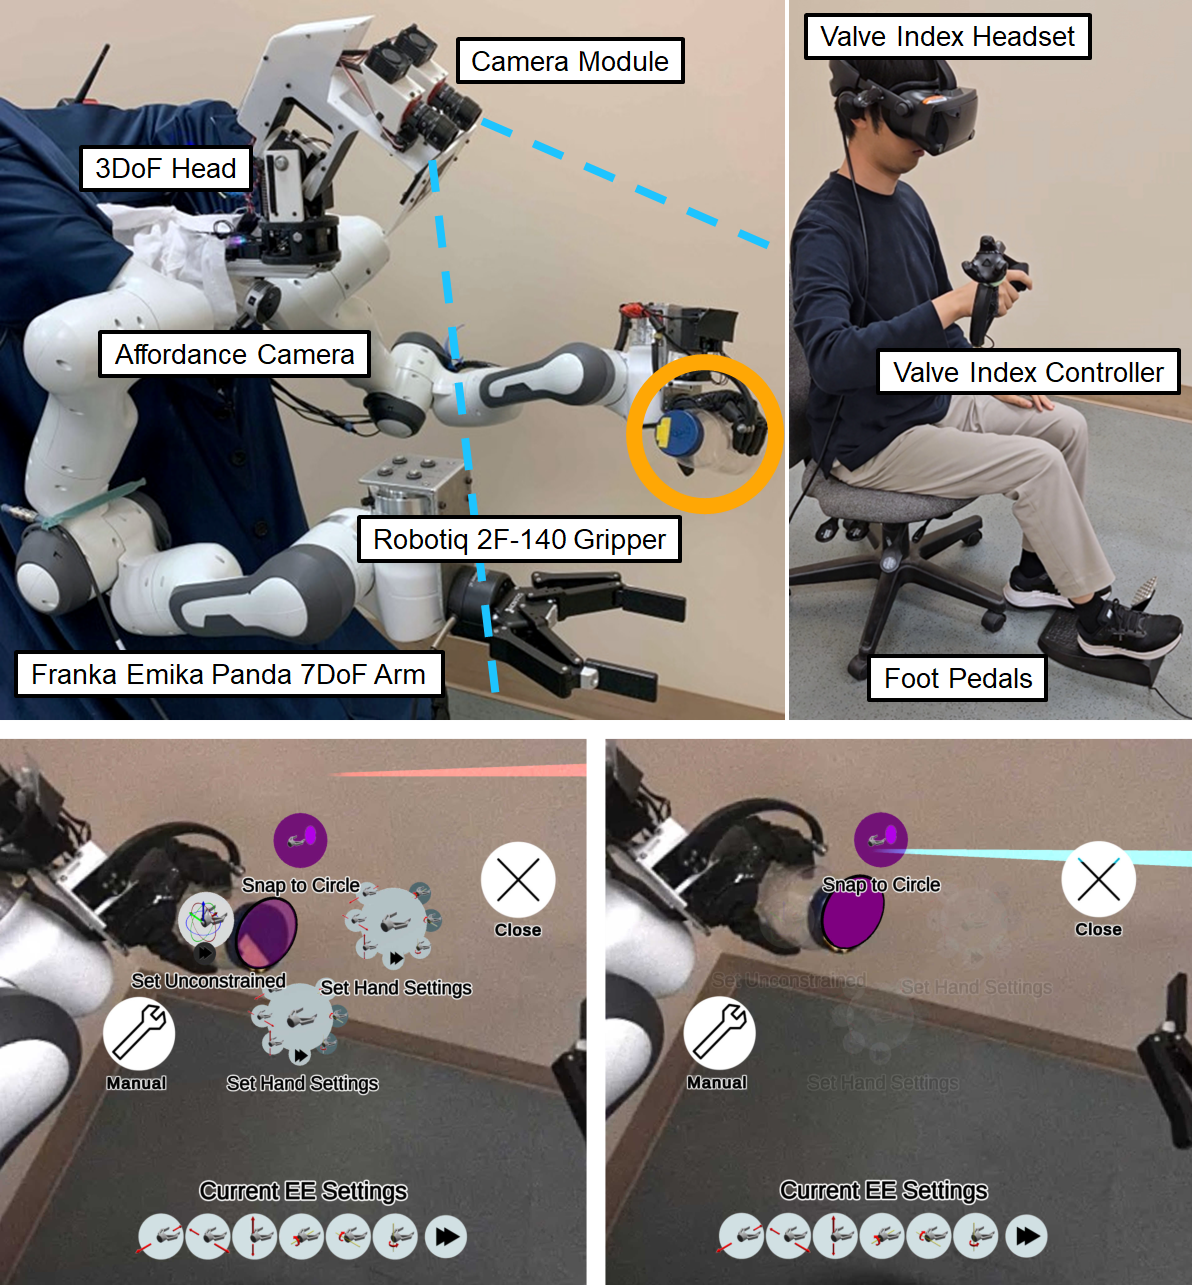 Camera Module
3DoF Head
Affordance Camera
Robotiq 2F-140 Gripper
Franka Emika Panda 7DoF Arm
Valve Index Headset
Valve Index Controller
Foot Pedals
Snap to Circle
Close
Set Unconstrained
Set Hand Settings
Manual
Set Hand Settings
Current EE Settings
Snap to Circle
Close
Set Unconstrained
Set Hand Settings
Manual
Set Hand Settings
Current EE Settings